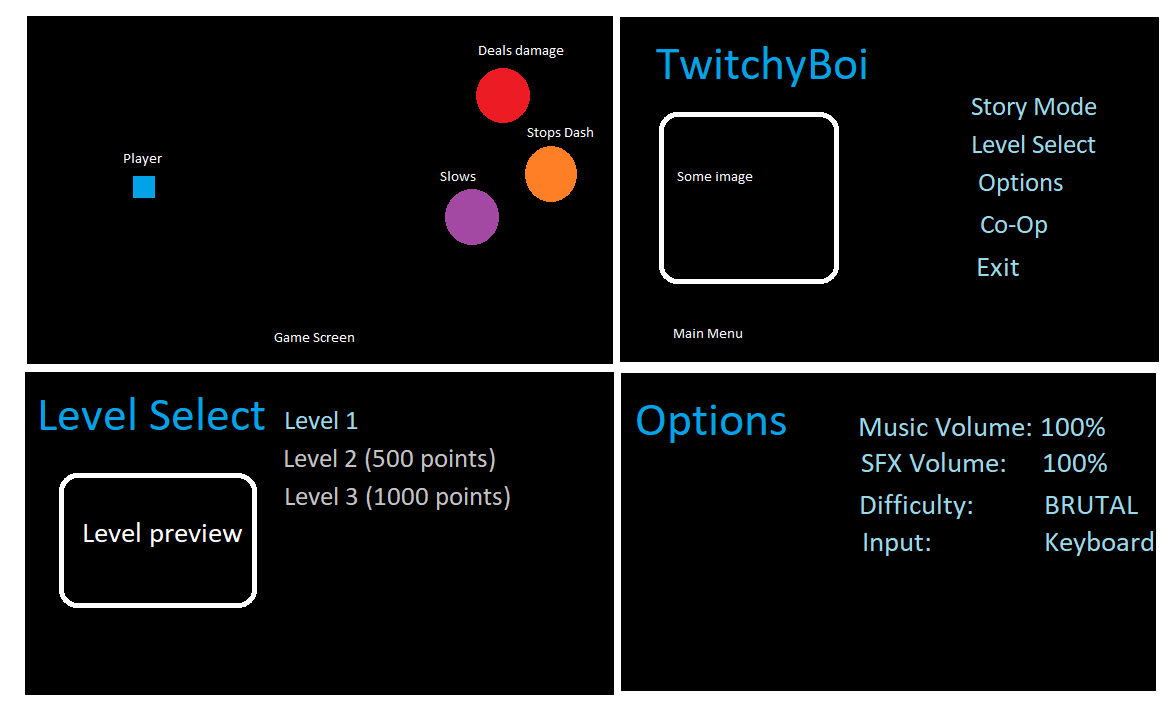 Deals damage
Stops Dash
Player
Slows
Game Screen
TwitchyBoi
Story Mode
Level Select
Some image
Options
Co-Op
Exit
Main Menu
Level Select
Level 1
Level 2 (500 points)
Level 3 (1000 points)
Level preview
Options
Music Volume: 100%
SFX Volume: 100%
Difficulty: BRUTAL
Input: Keyboard